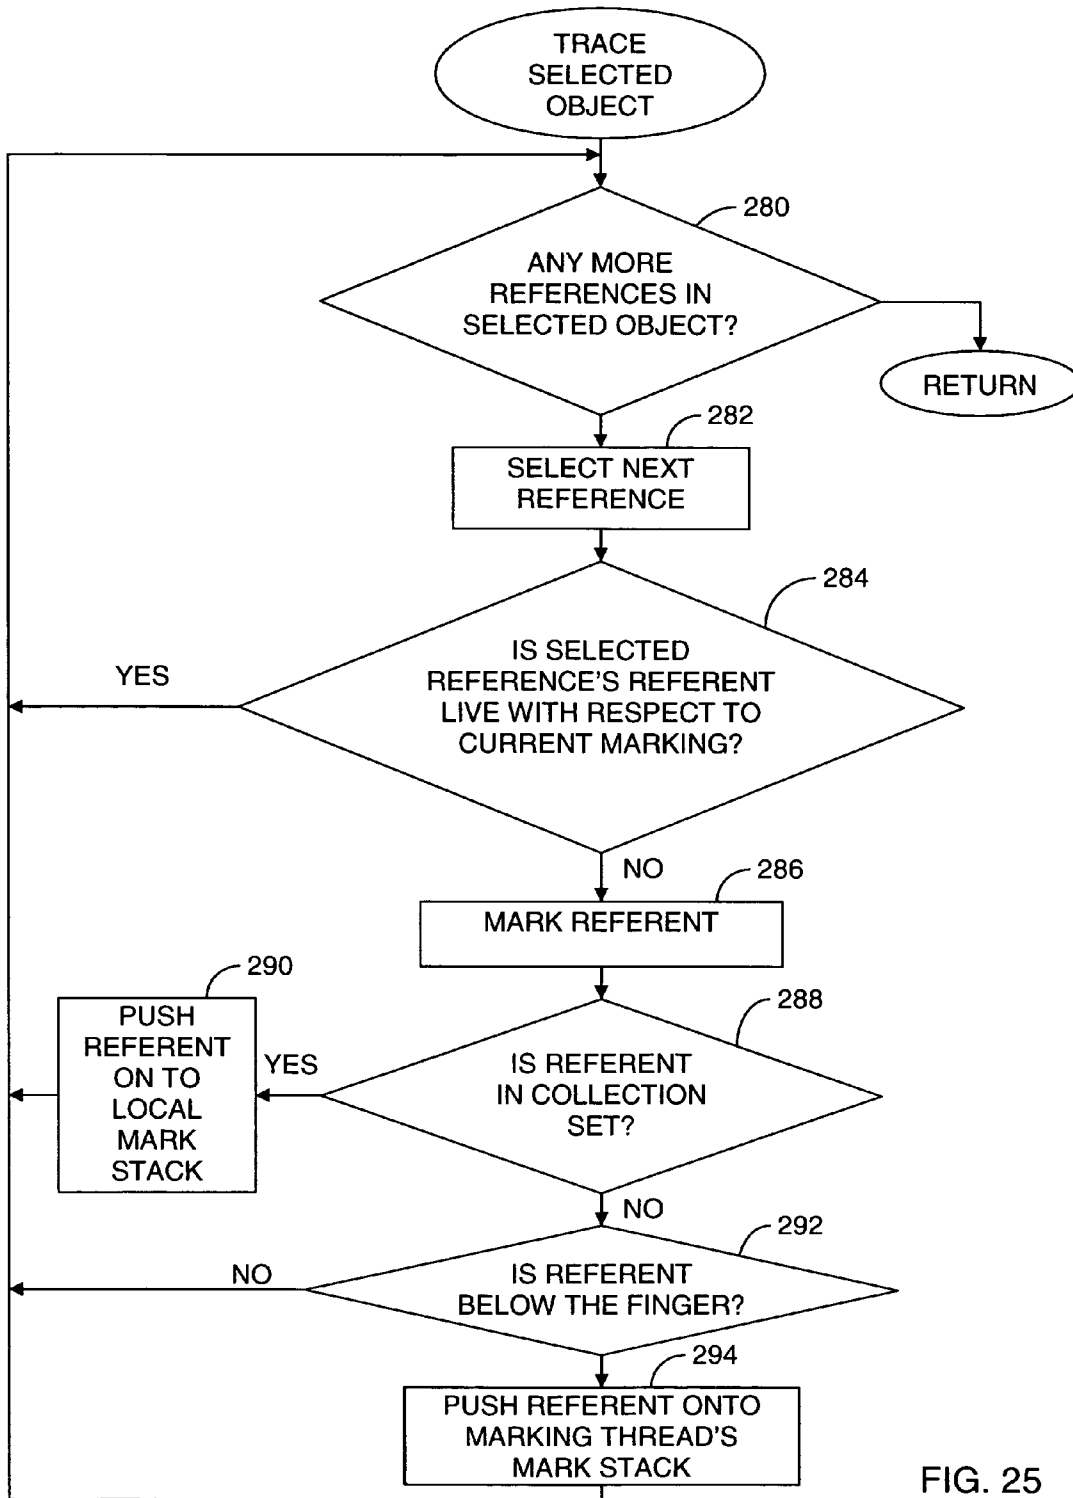 TRACE
SELECTED
OBJECT
280
ANY MORE
REFERENCES IN
SELECTED OBJECT?
RETURN
282
SELECT NEXT
REFERENCE
284
IS SELECTED
REFERENCE'S REFERENT
LIVE WITH RESPECT TO
CURRENT MARKING?
YES
NO
286
MARK REFERENT
290
PUSH
REFERENT
ON TO
LOCAL
MARK
STACK
YES
288
IS REFERENT
IN COLLECTION
SET?
NO
292
IS REFERENT
BELOW THE FINGER?
NO
294
PUSH REFERENT ONTO
MARKING THREAD'S
MARK STACK
FIG. 25